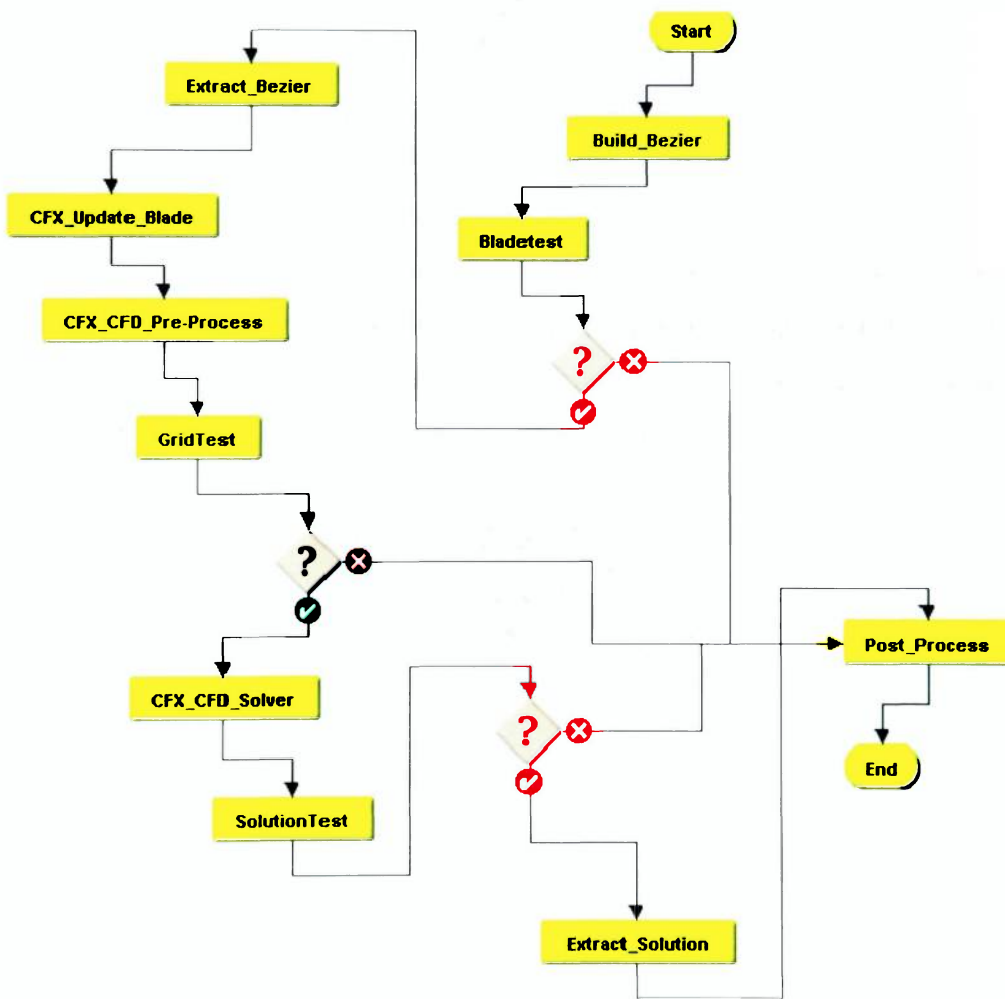 Start
Extract_Bezier
Build_Bezier
CFX_Update_Blade
Bladetest
CFX_CFD_Pre-Process
?
GridTest
?
Post_Process
CFX_CFD_Solver
?
End
SolutionTest
Extract_Solution